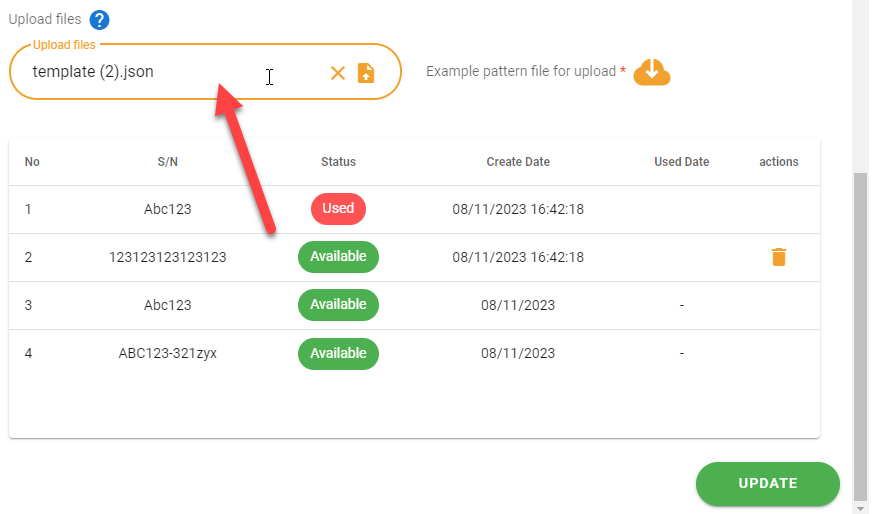 Upload files ?
Upload files
template (2).json
Example pattern file for upload *
No S/N Status Create Date Used Date actions
1 Abc123 Used 08/11/2023 16:42:18
2 123123123123123 Available 08/11/2023 16:42:18
3 Abc123 Available 08/11/2023 -
4 ABC123-321zyx Available 08/11/2023 -
UPDATE